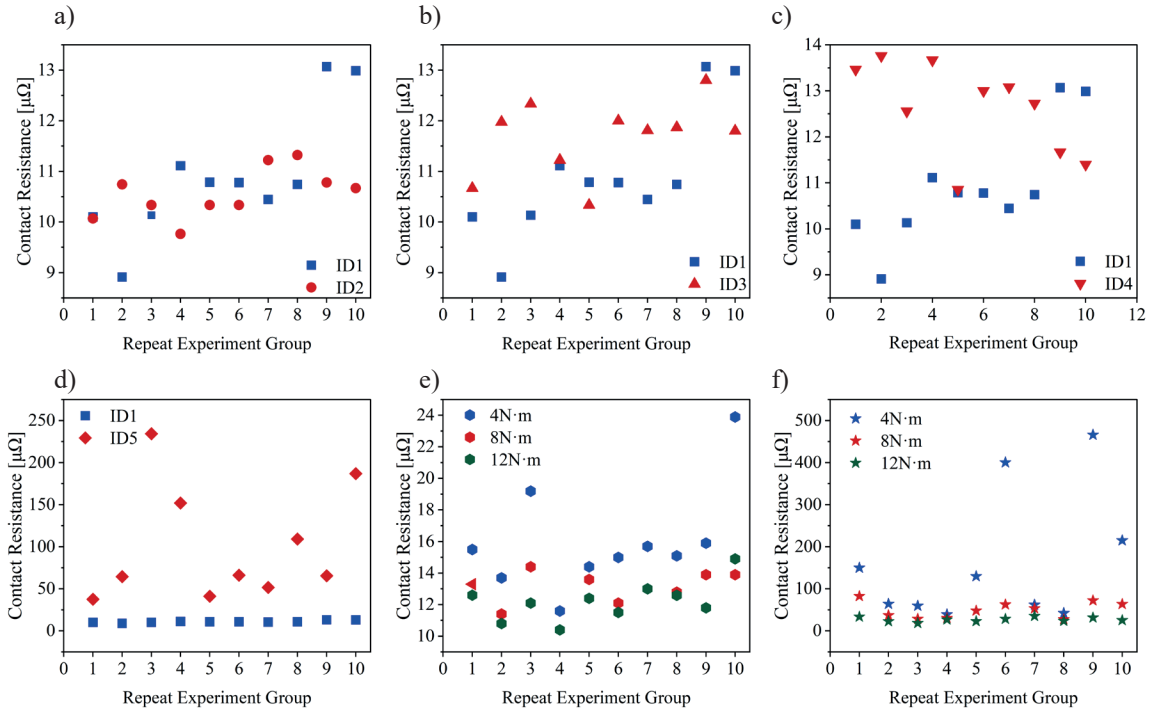 a)
Contact Resistance [μΩ]
13
12
11
10
9
ID1
ID2
0 1 2 3 4 5 6 7 8 9 10
Repeat Experiment Group
b)
Contact Resistance [μΩ]
13
12
11
10
9
ID1
ID3
0 1 2 3 4 5 6 7 8 9 10
Repeat Experiment Group
c)
Contact Resistance [μΩ]
14
13
12
11
10
9
ID1
ID4
0 2 4 6 8 10 12
Repeat Experiment Group
d)
Contact Resistance [μΩ]
250
200
150
100
50
0
ID1
ID5
0 1 2 3 4 5 6 7 8 9 10
Repeat Experiment Group
e)
Contact Resistance [μΩ]
24
22
20
18
16
14
12
10
4N·m
8N·m
12N·m
0 1 2 3 4 5 6 7 8 9 10
Repeat Experiment Group
f)
Contact Resistance [μΩ]
500
400
300
200
100
0
4N·m
8N·m
12N·m
0 1 2 3 4 5 6 7 8 9 10
Repeat Experiment Group